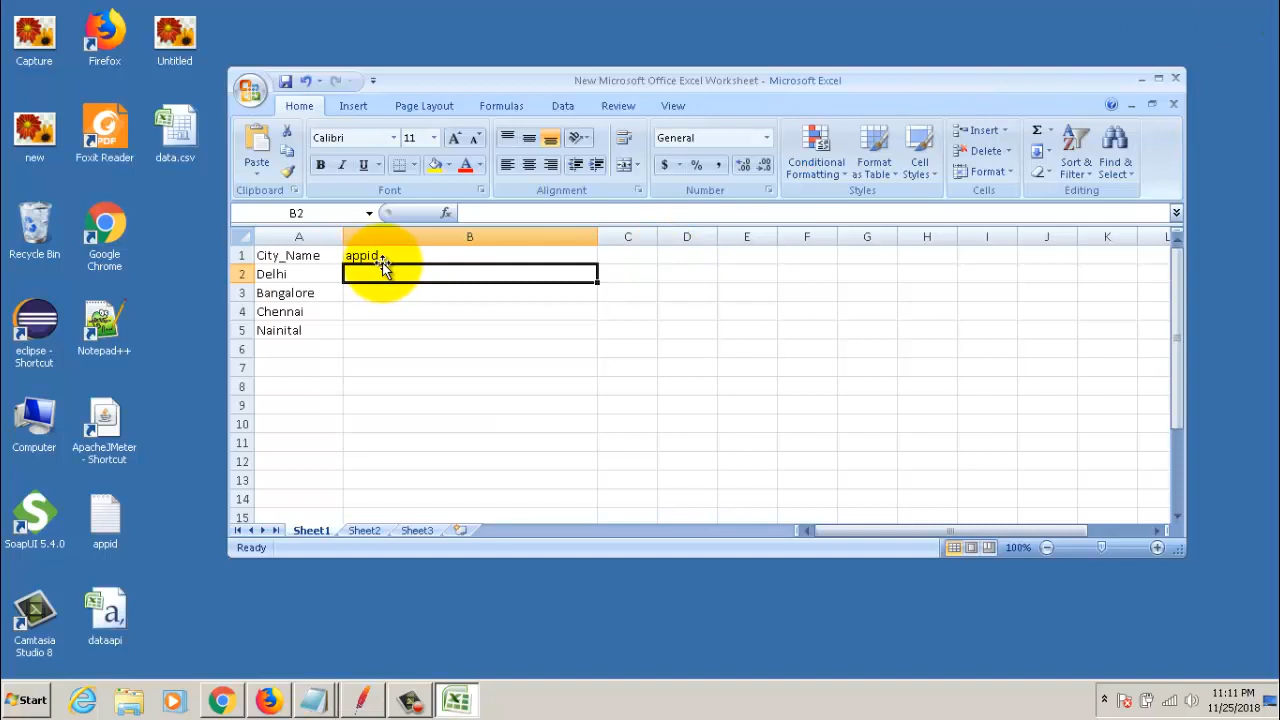 Capture
Firefox
Untitled
new
Foxit Reader
data.csv
Recycle Bin
Google
Chrome
eclipse -
Shortcut
Notepad++
Computer
ApacheJMeter
- Shortcut
SoapUI 5.4.0
appid
Camtasia
Studio 8
dataapi
New Microsoft Office Excel Worksheet - Microsoft Excel
Home Insert Page Layout Formulas Data Review View
Calibri 11 General
Paste
B I U
$ % ,
Conditional
Formatting
Format
as Table
Cell
Styles
Insert
Delete
Format
Σ
Sort &
Filter
Find &
Select
Clipboard Font Alignment Number Styles Cells Editing
B2 fx
A B C D E F G H I J K L
1 City_Name appid
2 Delhi
3 Bangalore
4 Chennai
5 Nainital
6
7
8
9
10
11
12
13
14
15
Sheet1 Sheet2 Sheet3
Ready 100%
Start
11:11 PM
11/25/2018